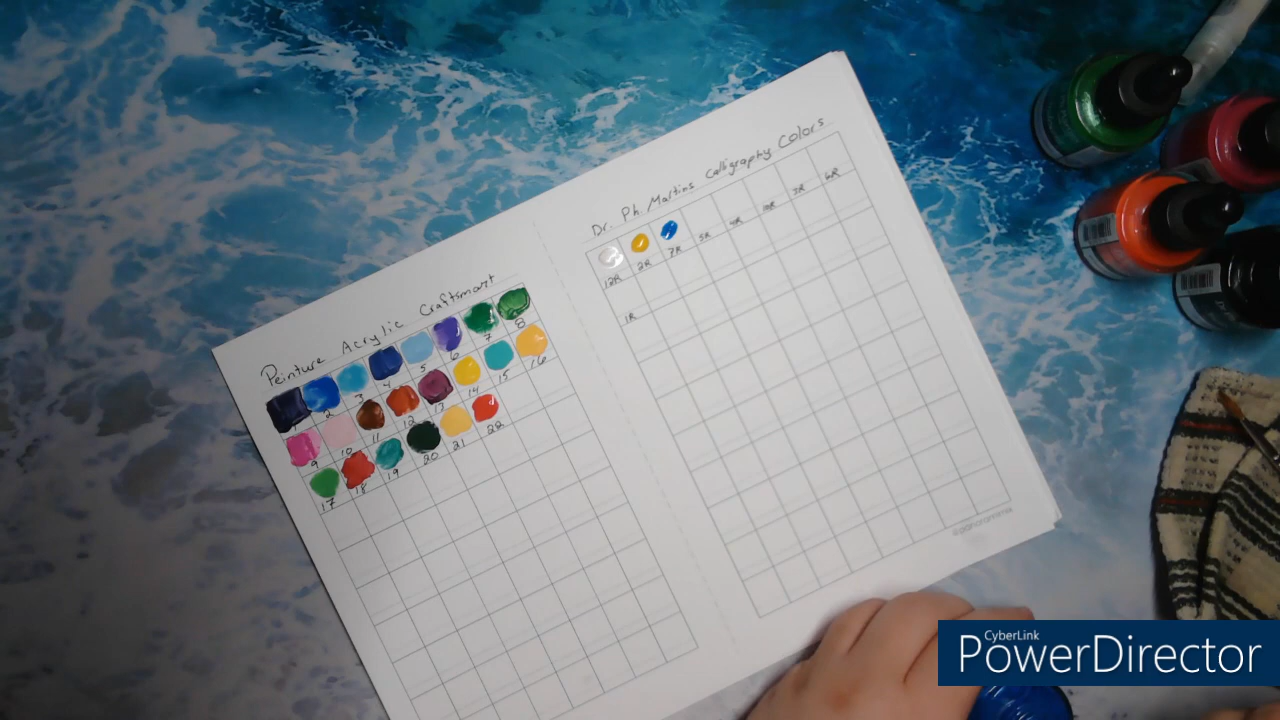 Peinture Acrylic Craftsmart
1 2 3 4 5 6 7 8
9 10 11 12 13 14 15 16
17 18 19 20 21 22
Dr. Ph. Martins Calligraphy Colors
12R 2R 7R 5R 4R 3R 6R
1R
CyberLink
PowerDirector